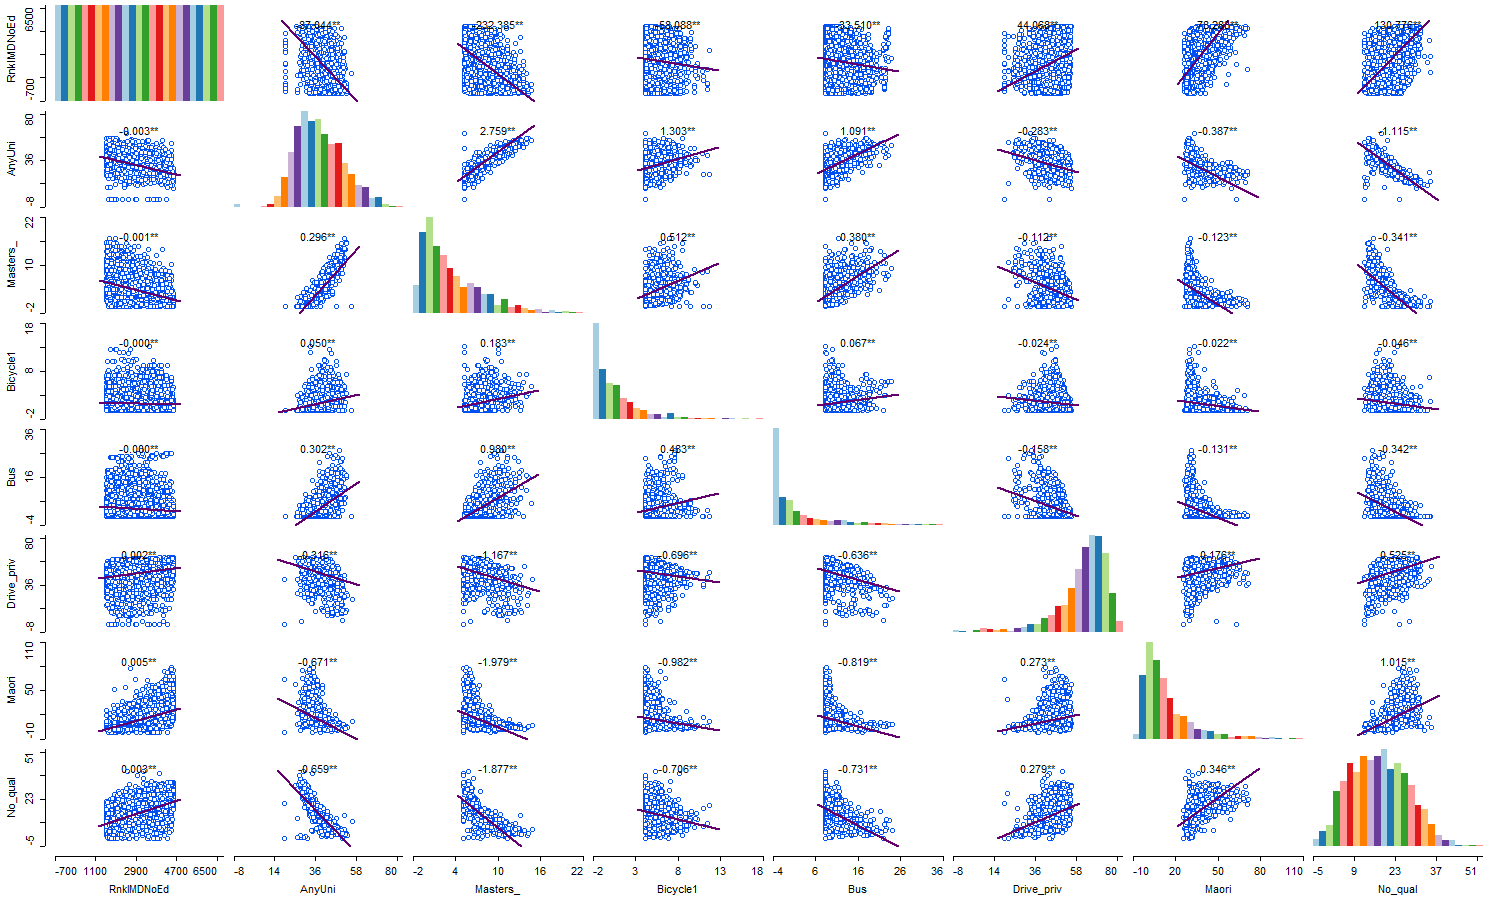 6500
-700
RnkIMDNoEd
-87.044** -232.385** -58.088** -33.510** 44.068** 78.286** 130.776**
80
36
-8
AnyUni
-0.003** 2.759** 1.303** 1.091** -0.283** -0.387** -1.115**
22
10
-2
Masters_
-0.001** 0.296** 0.512** 0.380** -0.112** -0.123** -0.341**
18
8
-2
Bicycle1
-0.000** 0.050** 0.183** 0.067** -0.024** -0.022** -0.046**
36
16
-4
Bus
-0.000** 0.302** 0.980** 0.483** -0.158** -0.131** -0.342**
80
36
-8
Drive_priv
0.002** -0.316** -1.167** -0.696** -0.636** 0.176** 0.525**
110
50
-10
Maori
0.005** -0.671** -1.979** -0.982** -0.819** 0.273** 1.015**
51
23
-5
No_qual
0.003** -0.659** -1.877** -0.706** -0.731** 0.279** 0.346**
-700 1100 2900 4700 6500 14 36 58 80 -2 4 10 16 22 -2 3 8 13 18 -4 6 16 26 36 -8 14 36 58 80 -10 20 50 80 110 -5 9 23 37 51
RnkIMDNoEd AnyUni Masters_ Bicycle1 Bus Drive_priv Maori No_qual